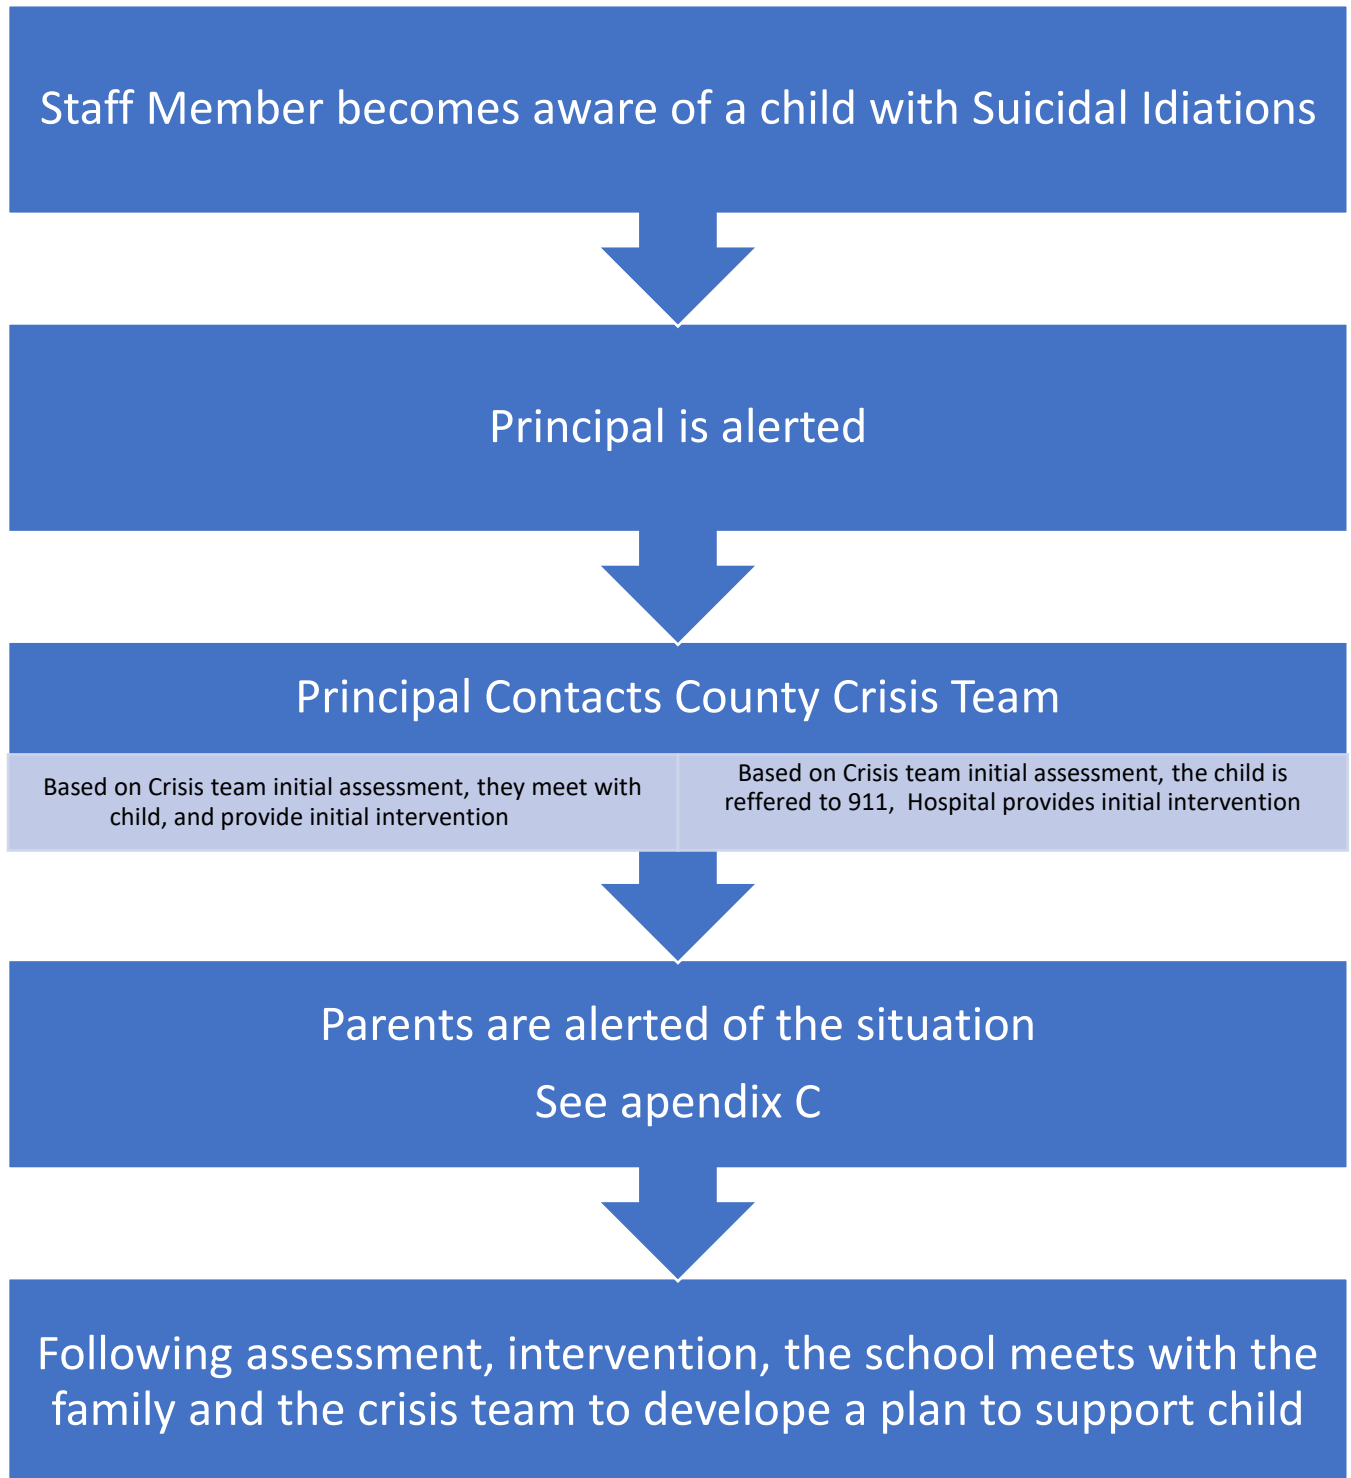 Staff Member becomes aware of a child with Suicidal Idiations
Principal is alerted
Principal Contacts County Crisis Team
Based on Crisis team initial assessment, they meet with
child, and provide initial intervention
Based on Crisis team initial assessment, the child is
reffered to 911,  Hospital provides initial intervention
Parents are alerted of the situation
See apendix C
Following assessment, intervention, the school meets with the
family and the crisis team to develope a plan to support child